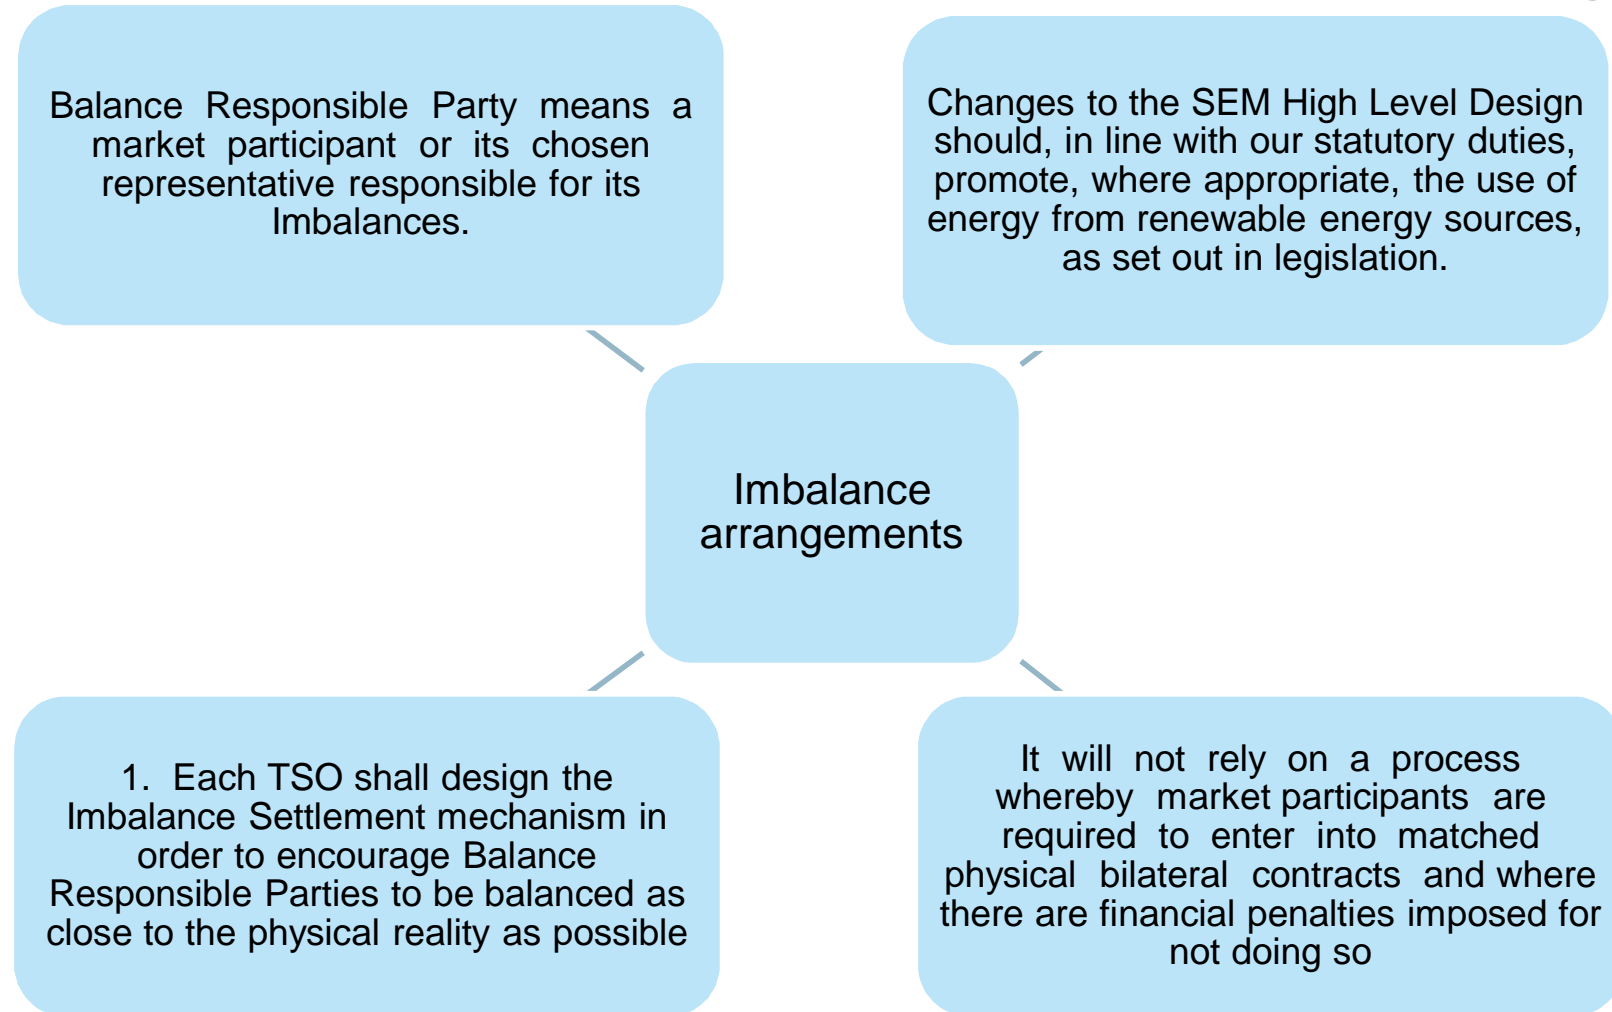 Balance Responsible Party means a
market participant or its chosen
representative responsible for its
Imbalances.
Changes to the SEM High Level Design
should, in line with our statutory duties,
promote, where appropriate, the use of
energy from renewable energy sources,
as set out in legislation.
Imbalance
arrangements
1. Each TSO shall design the
Imbalance Settlement mechanism in
order to encourage Balance
Responsible Parties to be balanced as
close to the physical reality as possible
It will not rely on a process
whereby market participants are
required to enter into matched
physical bilateral contracts and where
there are financial penalties imposed for
not doing so